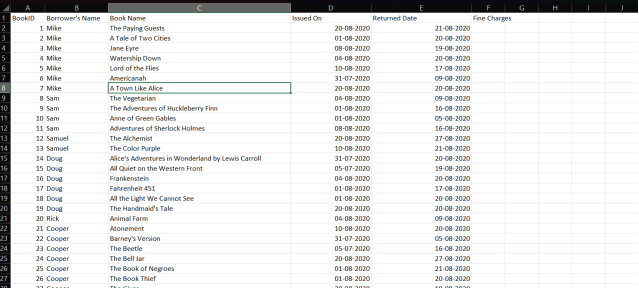 A B C D E F G H I J
1 BookID Borrower's Name Book Name Issued On Returned Date Fine Charges
2 1 Mike The Paying Guests 20-08-2020 21-08-2020
3 2 Mike A Tale of Two Cities 01-08-2020 20-08-2020
4 3 Mike Jane Eyre 08-08-2020 19-08-2020
5 4 Mike Watership Down 04-08-2020 20-08-2020
6 5 Mike Lord of the Flies 10-08-2020 17-08-2020
7 6 Mike Americanah 31-07-2020 09-08-2020
8 7 Mike A Town Like Alice 20-08-2020 20-08-2020
9 8 Sam The Vegetarian 04-08-2020 09-08-2020
10 9 Sam The Adventures of Huckleberry Finn 01-08-2020 16-08-2020
11 10 Sam Anne of Green Gables 01-08-2020 05-08-2020
12 11 Sam Adventures of Sherlock Holmes 08-08-2020 16-08-2020
13 12 Samuel The Alchemist 20-08-2020 27-08-2020
14 13 Samuel The Color Purple 10-08-2020 21-08-2020
15 14 Doug Alice's Adventures in Wonderland by Lewis Carroll 31-07-2020 20-08-2020
16 15 Doug All Quiet on the Western Front 05-07-2020 19-08-2020
17 16 Doug Frankenstein 04-08-2020 20-08-2020
18 17 Doug Fahrenheit 451 01-08-2020 17-08-2020
19 18 Doug All the Light We Cannot See 01-08-2020 09-08-2020
20 19 Doug The Handmaid's Tale 20-08-2020 20-08-2020
21 20 Rick Animal Farm 04-08-2020 09-08-2020
22 21 Cooper Atonement 10-08-2020 20-08-2020
23 22 Cooper Barney's Version 31-07-2020 05-08-2020
24 23 Cooper The Beetle 05-07-2020 16-08-2020
25 24 Cooper The Bell Jar 20-08-2020 27-08-2020
26 25 Cooper The Book of Negroes 01-08-2020 21-08-2020
27 26 Cooper The Book Thief 01-08-2020 20-08-2020